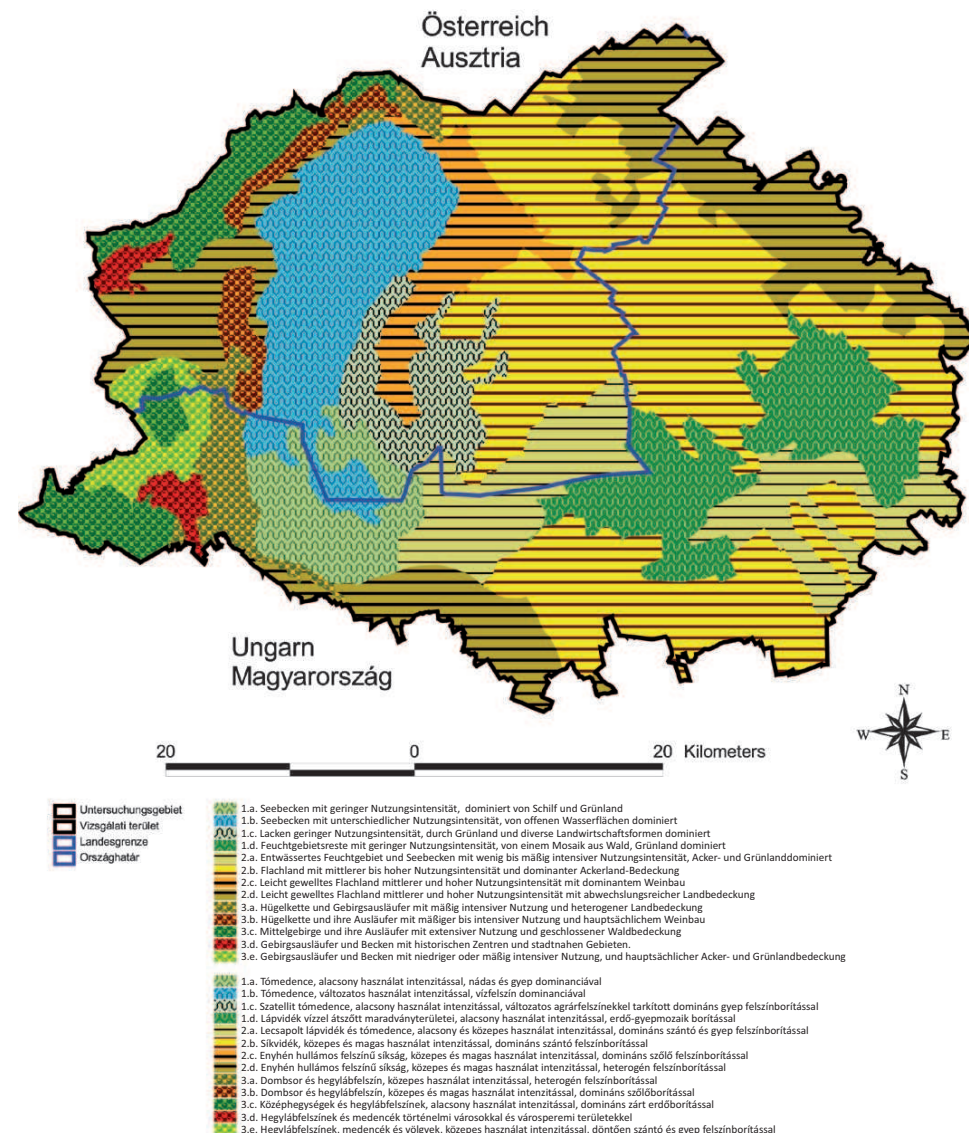 Österreich
Ausztria
Ungarn
Magyarország
N
W E
S
20 0 20 Kilometers
Untersuchungsgebiet
Vizsgálati terület
Landesgrenze
Országhatár
1.a. Seebecken mit geringer Nutzungsintensität, dominiert von Schilf und Grünland
1.b. Seebecken mit unterschiedlicher Nutzungsintensität, von offenen Wasserflächen dominiert
1.c. Lacken geringer Nutzungsintensität, durch Grünland und diverse Landwirtschaftsformen dominiert
1.d. Feuchtgebietsreste mit geringer Nutzungsintensität, von einem Mosaik aus Wald, Grünland dominiert
2.a. Entwässertes Feuchtgebiet und Seebecken mit wenig bis mäßig intensiver Nutzungsintensität, Acker- und Grünlanddominiert
2.b. Flachland mit mittlerer bis hoher Nutzungsintensität und dominanter Ackerland-Bedeckung
2.c. Leicht gewelltes Flachland mittlerer und hoher Nutzungsintensität mit dominantem Weinbau
2.d. Leicht gewelltes Flachland mittlerer und hoher Nutzungsintensität mit abwechslungsreicher Landbedeckung
3.a. Hügelkette und Gebirgsausläufer mit mäßig intensiver Nutzung und heterogener Landbedeckung
3.b. Hügelkette und ihre Ausläufer mit mäßiger bis intensiver Nutzung und hauptsächlichem Weinbau
3.c. Mittelgebirge und ihre Ausläufer mit extensiver Nutzung und geschlossener Waldbedeckung
3.d. Gebirgsausläufer und Becken mit historischen Zentren und stadtnahen Gebieten.
3.e. Gebirgsausläufer und Becken mit niedriger oder mäßig intensiver Nutzung, und hauptsächlicher Acker- und Grünlandbedeckung
1.a. Tómedence, alacsony használat intenzitással, nádas és gyep dominanciával
1.b. Tómedence, változatos használat intenzitással, vízfelszín dominanciával
1.c. Szatellit tómedence, alacsony használat intenzitással, változatos agrárfelszínekkel tarkított domináns gyep felszínborítással
1.d. Lápvidék vízzel átszőtt maradványterületei, alacsony használat intenzitással, erdő-gyepmozaik borítással
2.a. Lecsapolt lápvidék és tómedence, alacsony és közepes használat intenzitással, domináns szántó és gyep felszínborítással
2.b. Síkvidék, közepes és magas használat intenzitással, domináns szántó felszínborítással
2.c. Enyhén hullámos felszínű síkság, közepes és magas használat intenzitással, domináns szőlő felszínborítással
2.d. Enyhén hullámos felszínű síkság, közepes és magas használat intenzitással, heterogén felszínborítással
3.a. Dombsor és hegylábfelszín, közepes használat intenzitással, heterogén felszínborítással
3.b. Dombsor és hegylábfelszín, közepes és magas használat intenzitással, domináns szőlőborítással
3.c. Középhegységek és hegylábfelszínek, alacsony használat intenzitással, domináns zárt erdőborítással
3.d. Hegylábfelszínek és medencék történelmi városokkal és városperemi területekkel
3.e. Hegylábfelszínek, medencék és völgyek, közepes használat intenzitással, döntően szántó és gyep felszínborítással